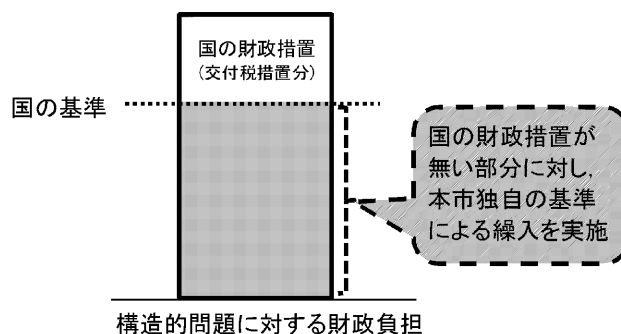 国の財政措置
(交付税措置分)
国の基準
国の財政措置が
無い部分に対し,
本市独自の基準
による繰入を実施
構造的問題に対する財政負担